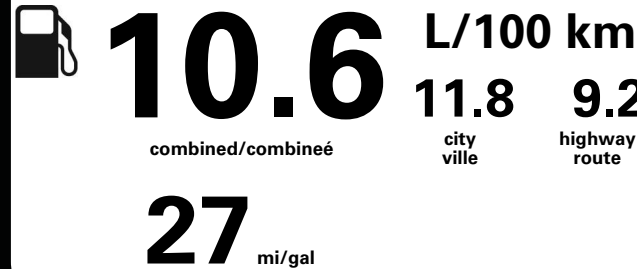 10.6 L/100 km
11.8 9.2
combined/combineé
city highway
ville route
27 mi/gal